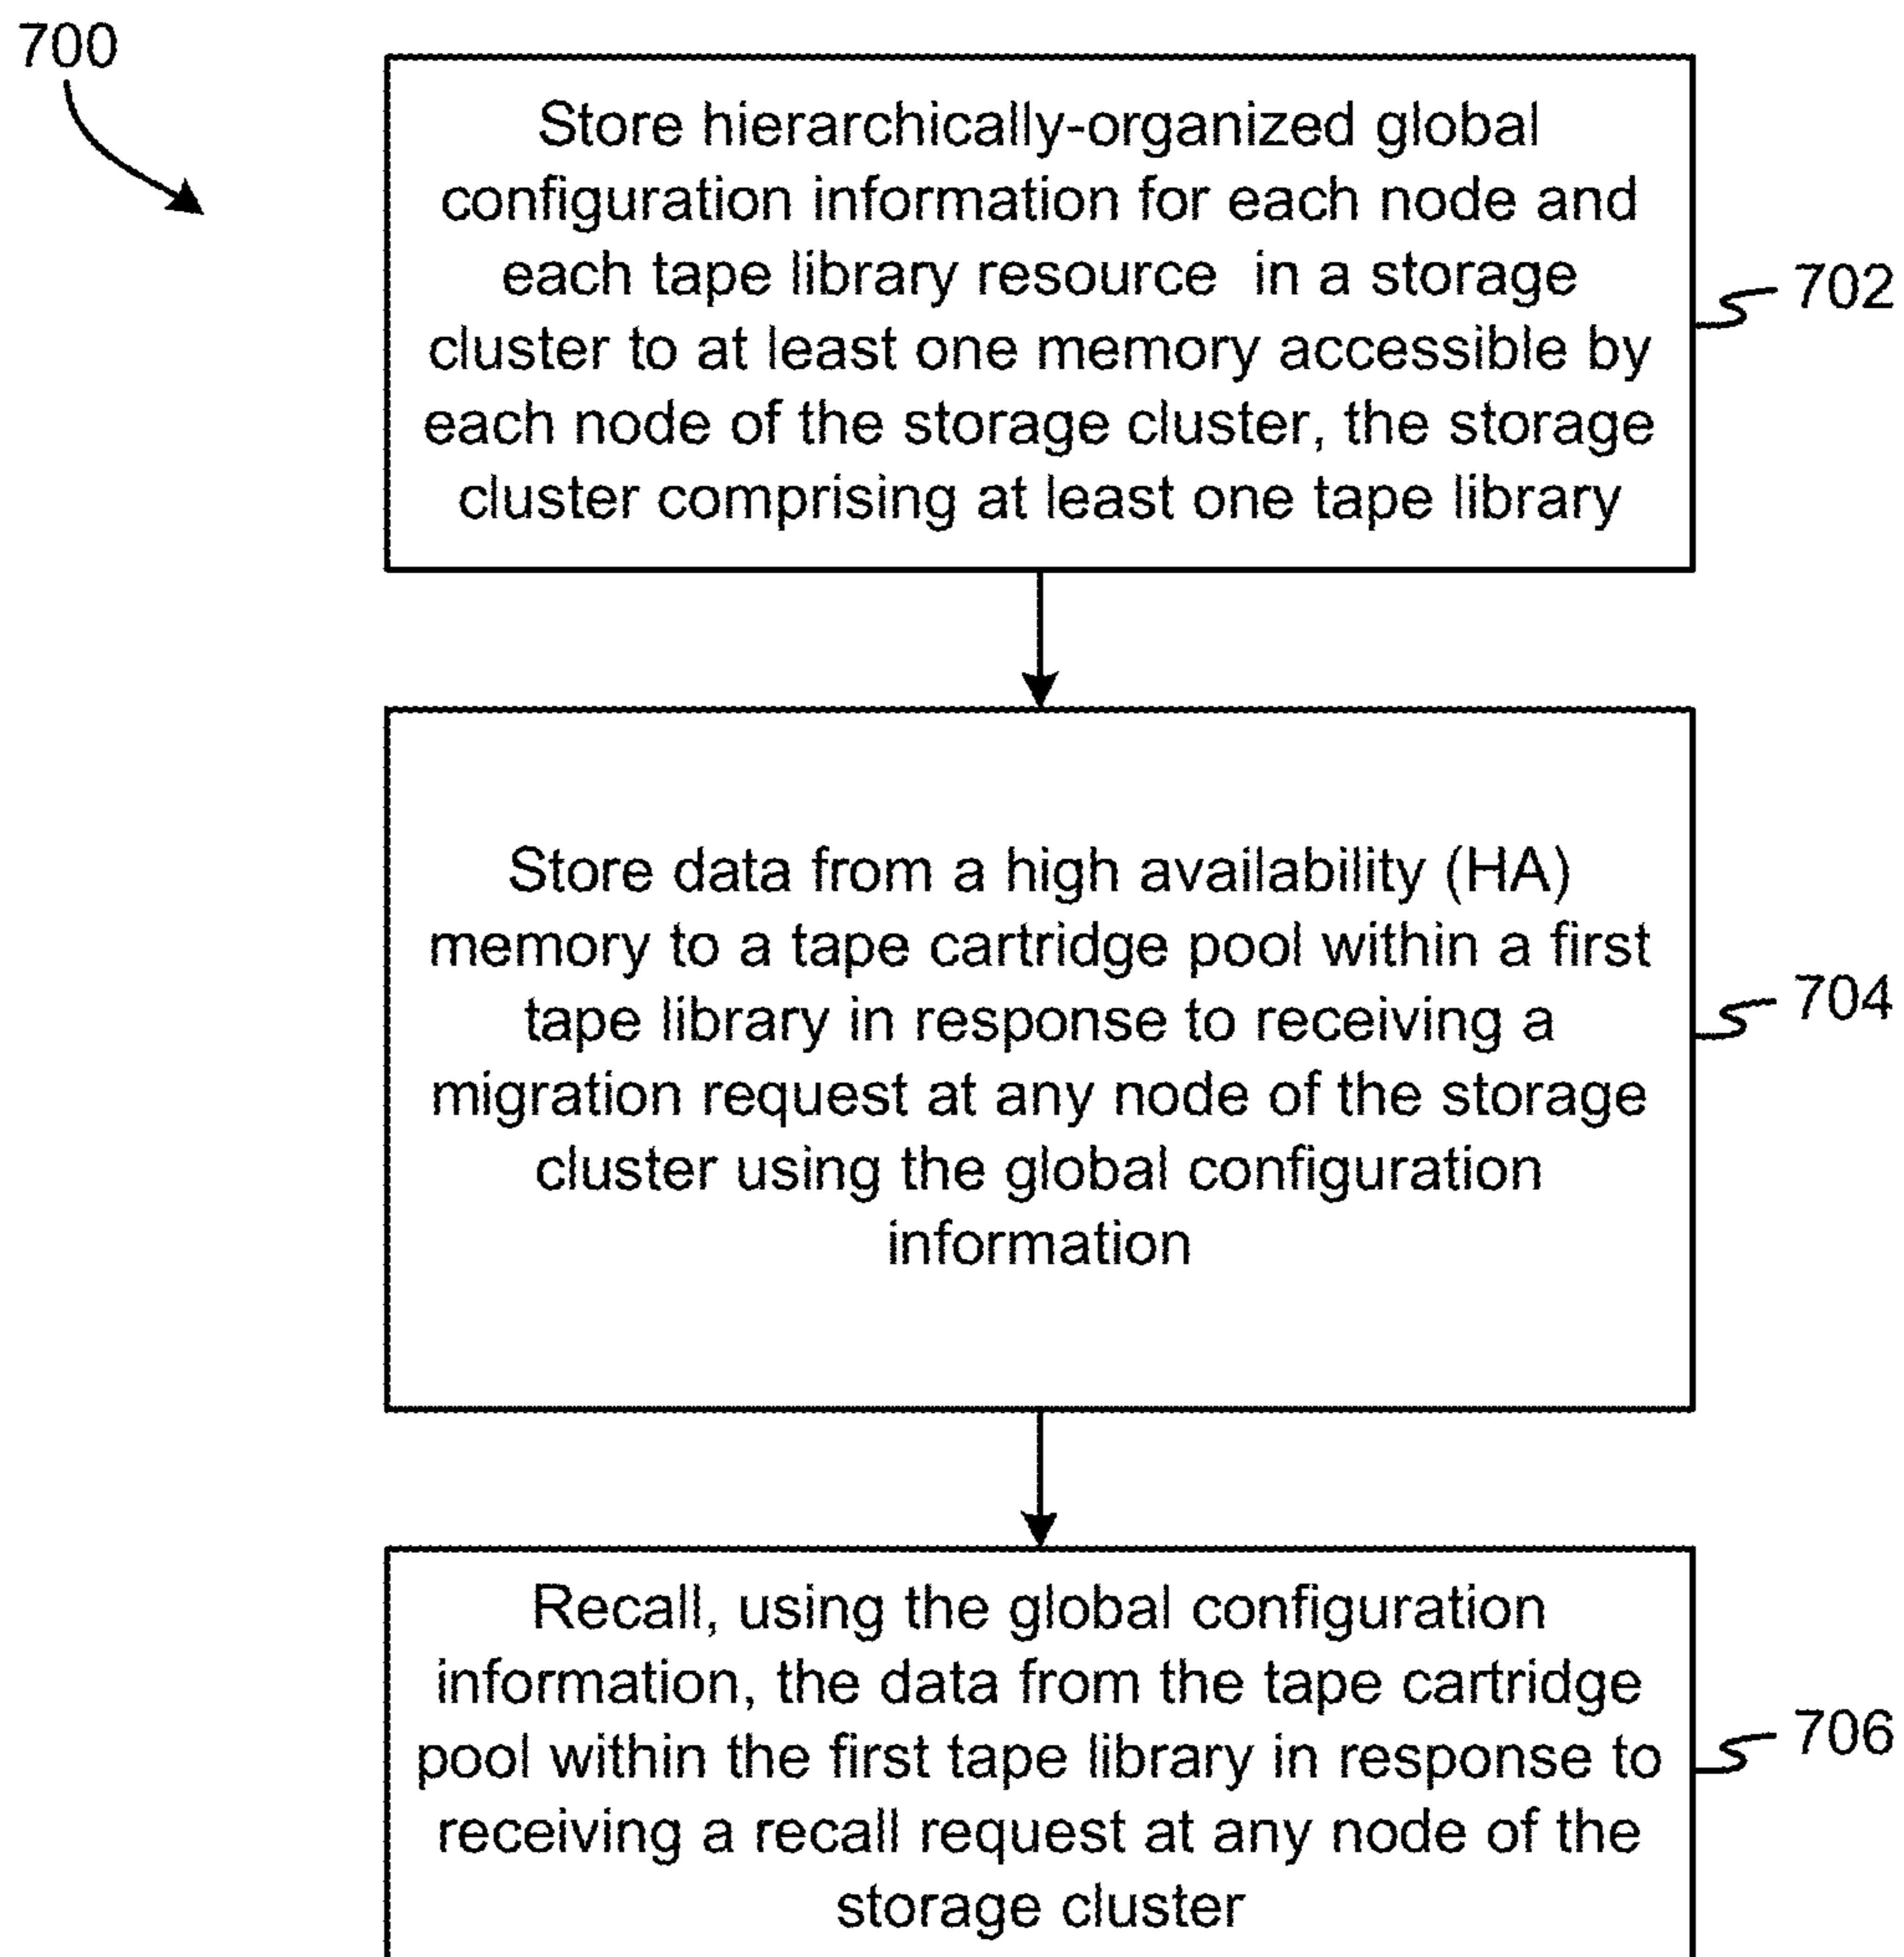 700
Store hierarchically-organized global
configuration information for each node and
each tape library resource in a storage
cluster to at least one memory accessible by
each node of the storage cluster, the storage
cluster comprising at least one tape library
702
Store data from a high availability (HA)
memory to a tape cartridge pool within a first
tape library in response to receiving a
migration request at any node of the storage
cluster using the global configuration
information
704
Recall, using the global configuration
information, the data from the tape cartridge
pool within the first tape library in response to
receiving a recall request at any node of the
storage cluster
706